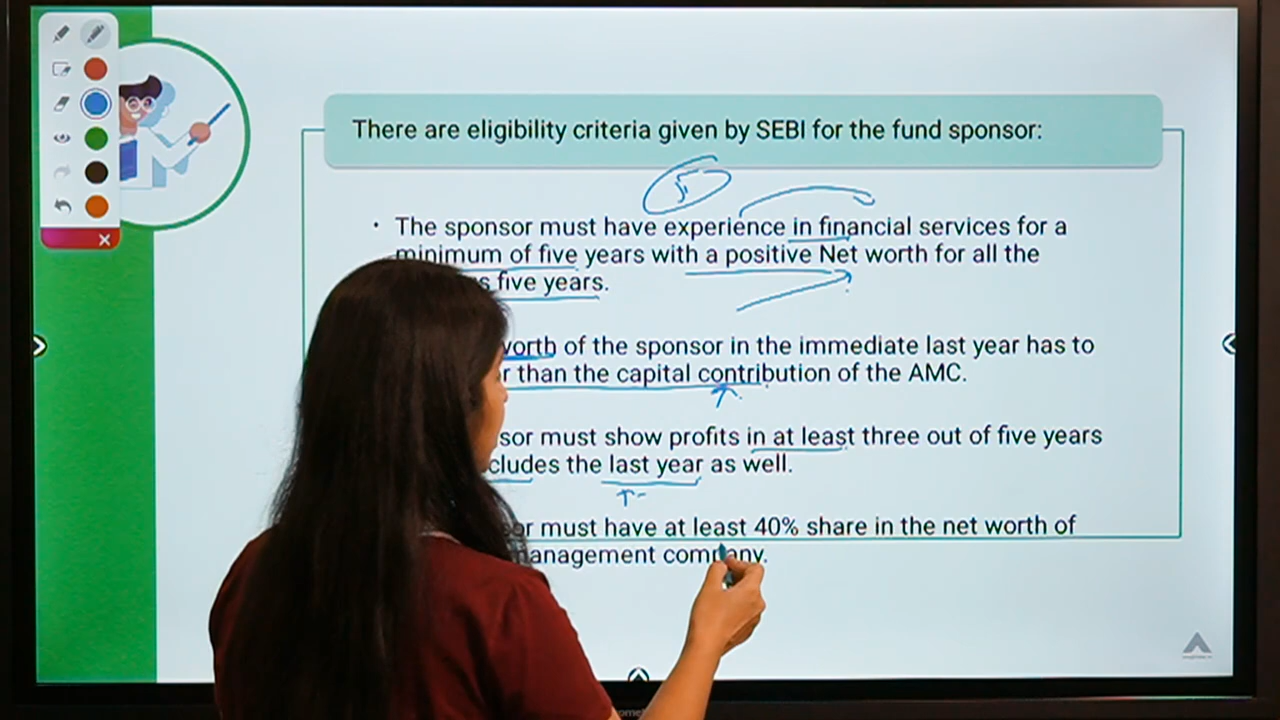 There are eligibility criteria given by SEBI for the fund sponsor:
5
• The sponsor must have experience in financial services for a
minimum of five years with a positive Net worth for all the
five years.
of the sponsor in the immediate last year has to
than the capital contribution of the AMC.
must show profits in at least three out of five years
the last year as well.
must have at least 40% share in the net worth of
management company.